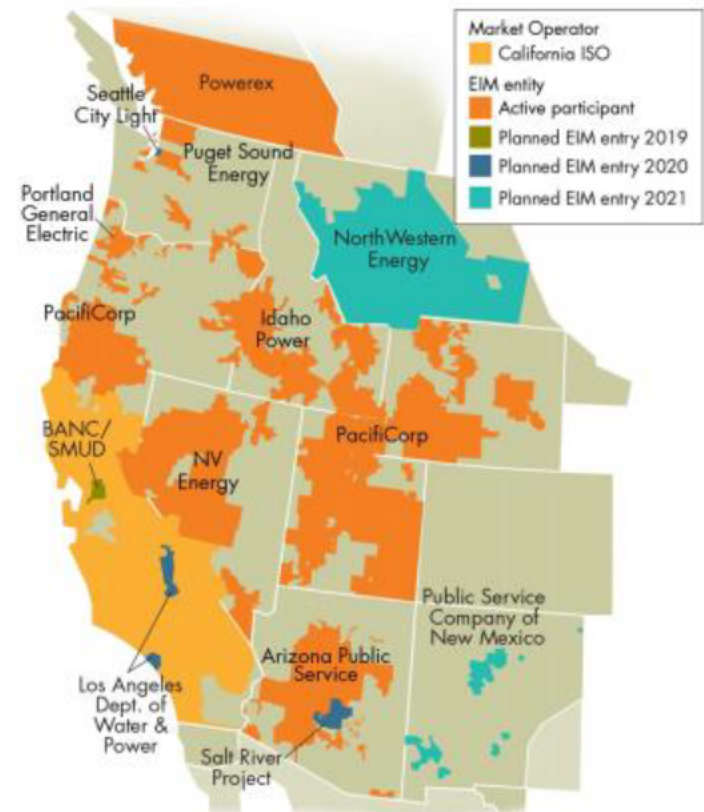 Market Operator
California ISO
EIM entity
Active participant
Planned EIM entry 2019
Planned EIM entry 2020
Planned EIM entry 2021
Powerex
Seattle
City Light
Puget Sound
Energy
Portland
General
Electric
NorthWestern
Energy
PacifiCorp
Idaho
Power
BANC/
SMUD
NV
Energy
PacifiCorp
Public Service
Company of
New Mexico
Arizona Public
Service
Los Angeles
Dept. of
Water &
Power
Salt River
Project